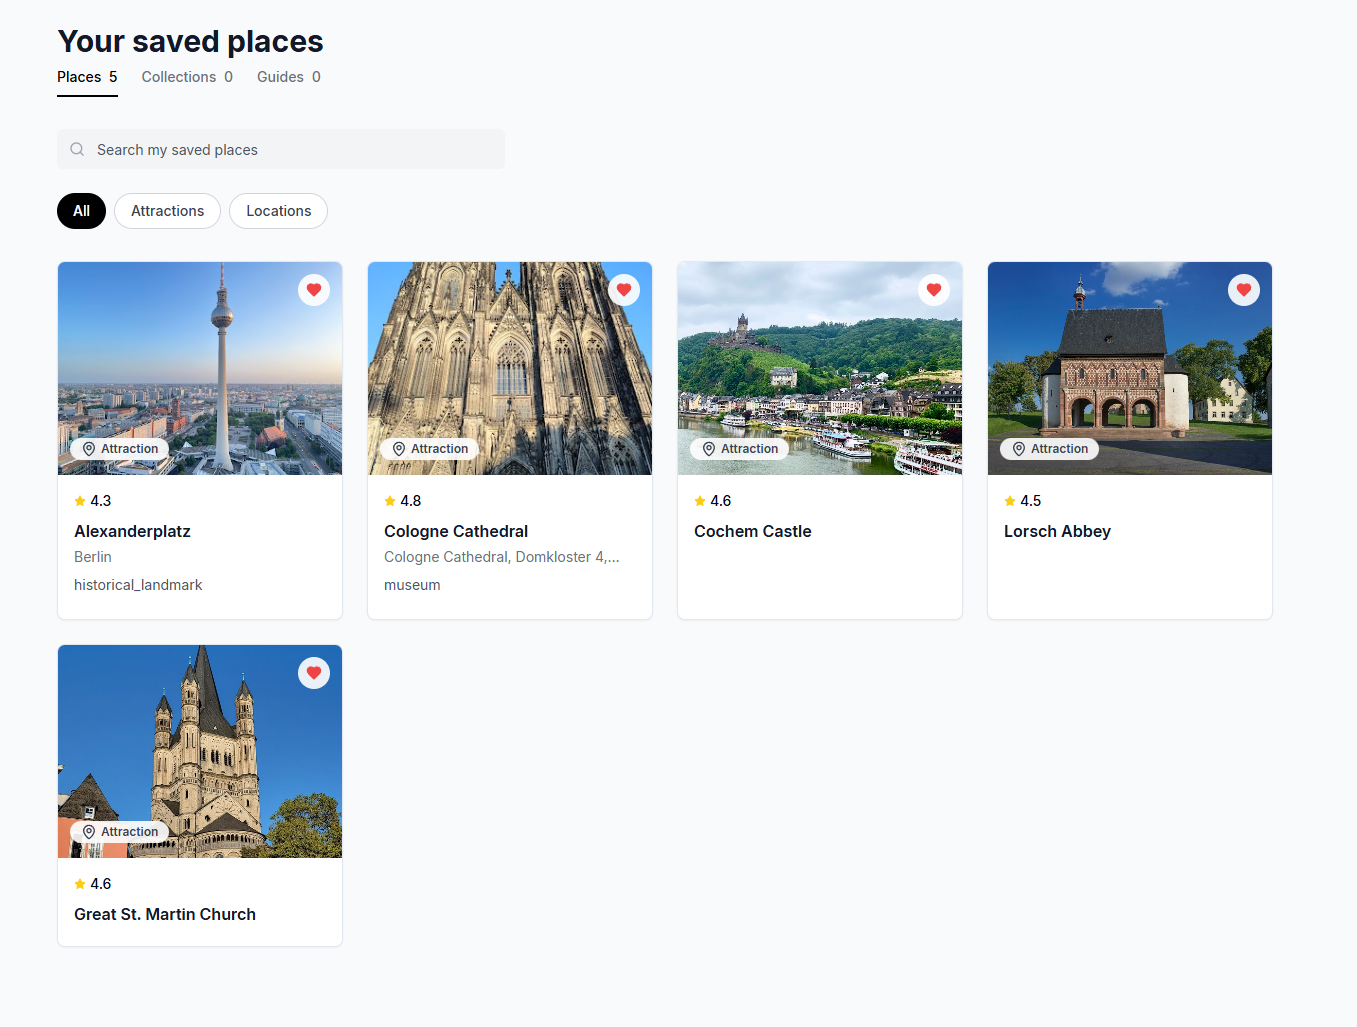 Your saved places
Places 5 Collections 0 Guides 0
Search my saved places
All Attractions Locations
Attraction
4.3
Alexanderplatz
Berlin
historical_landmark
Attraction
4.8
Cologne Cathedral
Cologne Cathedral, Domkloster 4,...
museum
Attraction
4.6
Cochem Castle
Attraction
4.5
Lorsch Abbey
Attraction
4.6
Great St. Martin Church